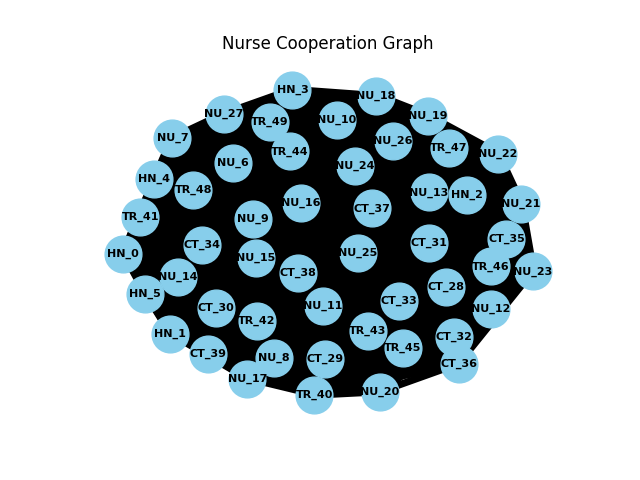 Nurse Cooperation Graph
HN_3
NU_18
NU_27
NU_19
TR_49
NU_10
NU_7
NU_26
TR_47
TR_44
NU_22
NU_6
NU_24
HN_4
TR_48
NU_13
HN_2
NU_16
NU_21
CT_37
TR_41
NU_9
CT_35
CT_34
CT_31
HN_0
NU_25
NU_15
TR_46
NU_23
CT_38
NU_14
CT_28
HN_5
CT_33
NU_11
CT_30
NU_12
TR_42
TR_43
HN_1
CT_32
TR_45
CT_39
NU_8
CT_29
CT_36
NU_17
NU_20
TR_40